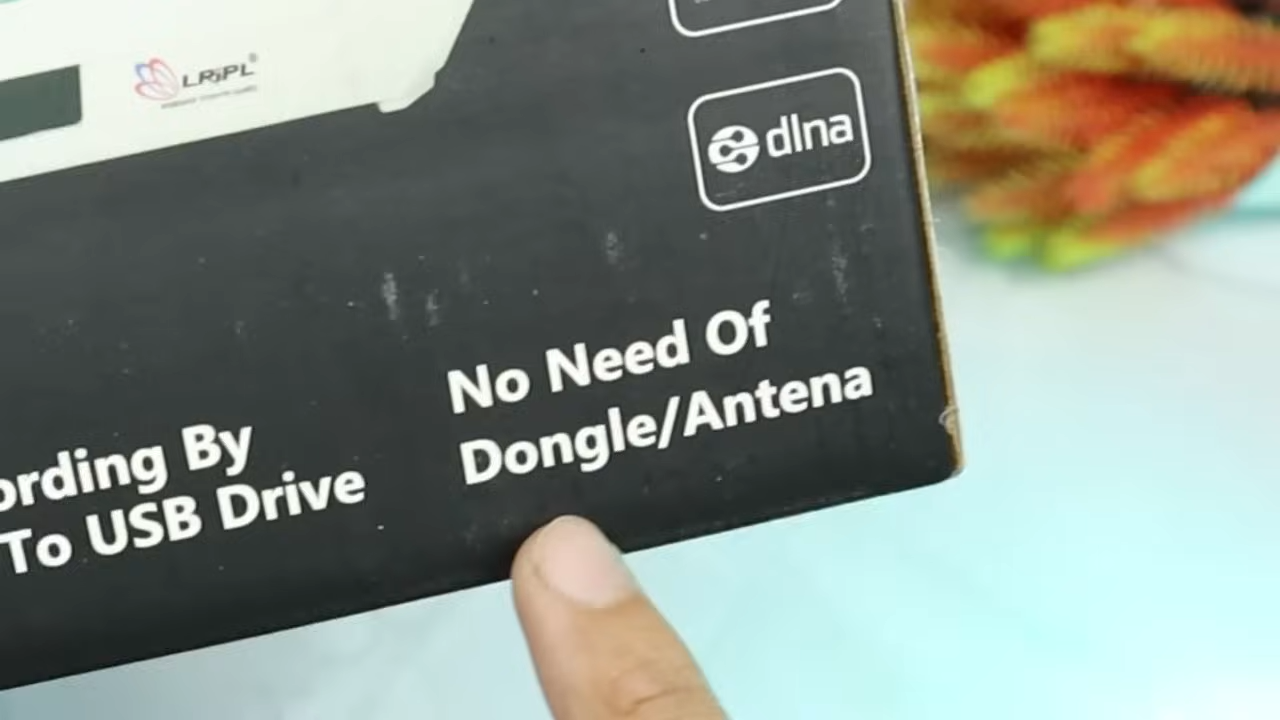 LRIPL
dlna
No Need Of
Dongle/Antena
ording By
To USB Drive